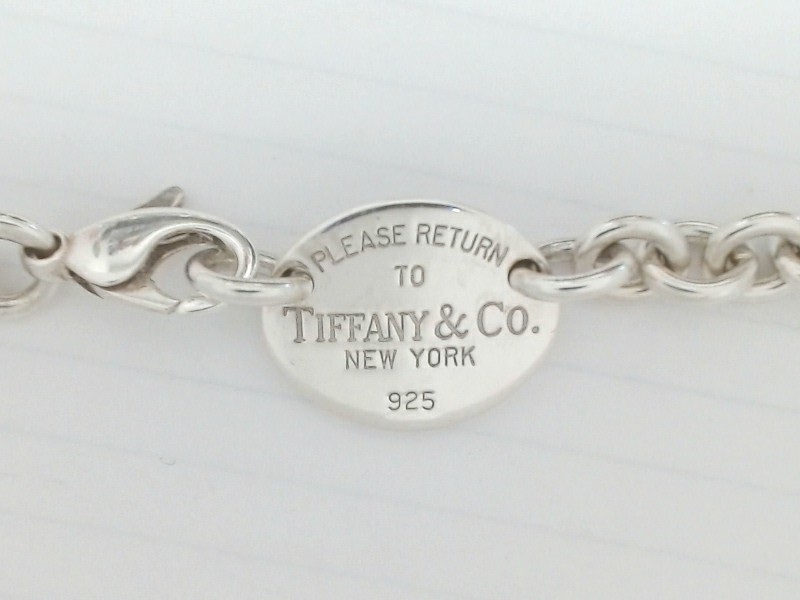 PLEASE RETURN
TO
TIFFANY & CO.
NEW YORK
925